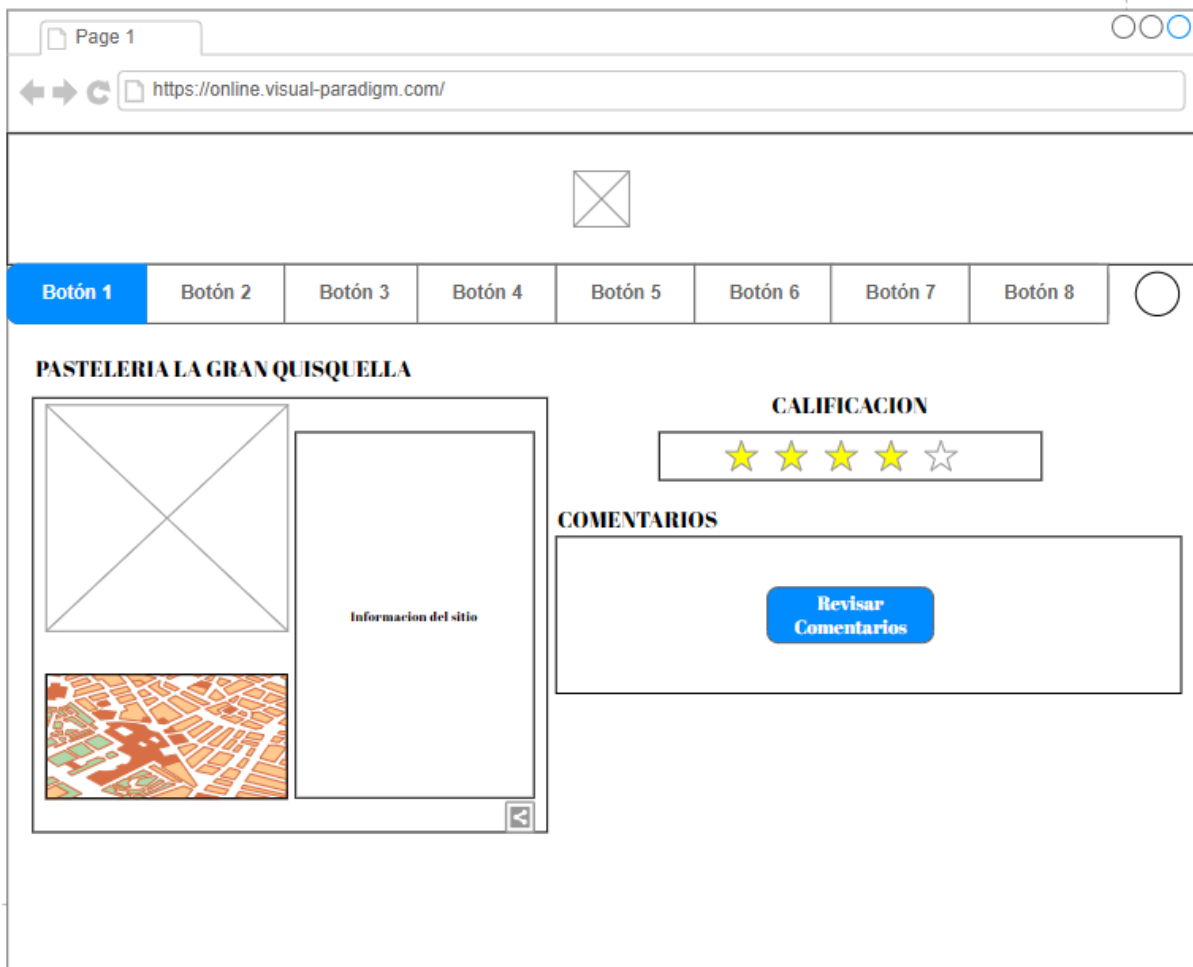 Page 1
https://online.visual-paradigm.com/
Botón 1
Botón 2
Botón 3
Botón 4
Botón 5
Botón 6
Botón 7
Botón 8
PASTELERIA LA GRAN QUISQUELLA
CALIFICACION
COMENTARIOS
Revisar
Comentarios
Informacion del sitio